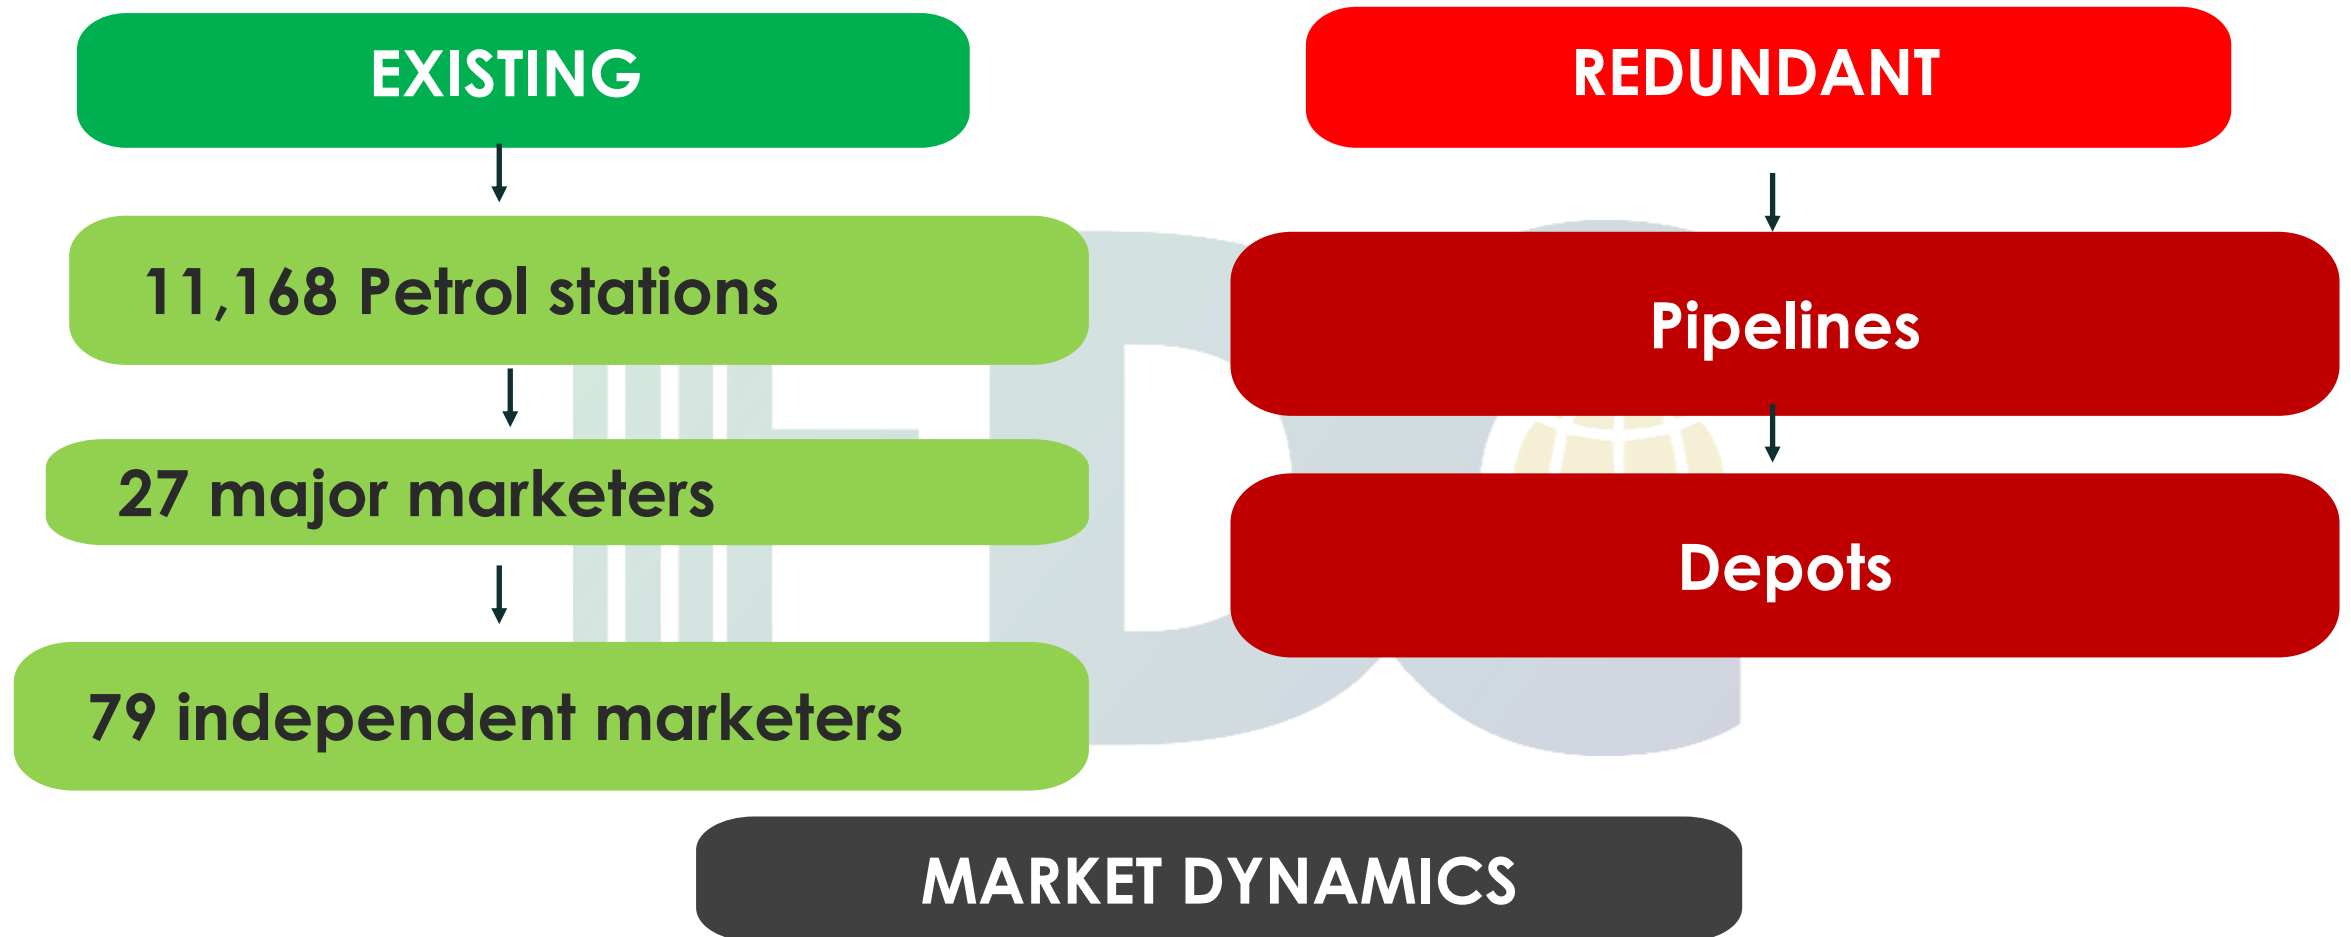 EXISTING
11,168 Petrol stations
27 major marketers
79 independent marketers
REDUNDANT
Pipelines
Depots
MARKET DYNAMICS